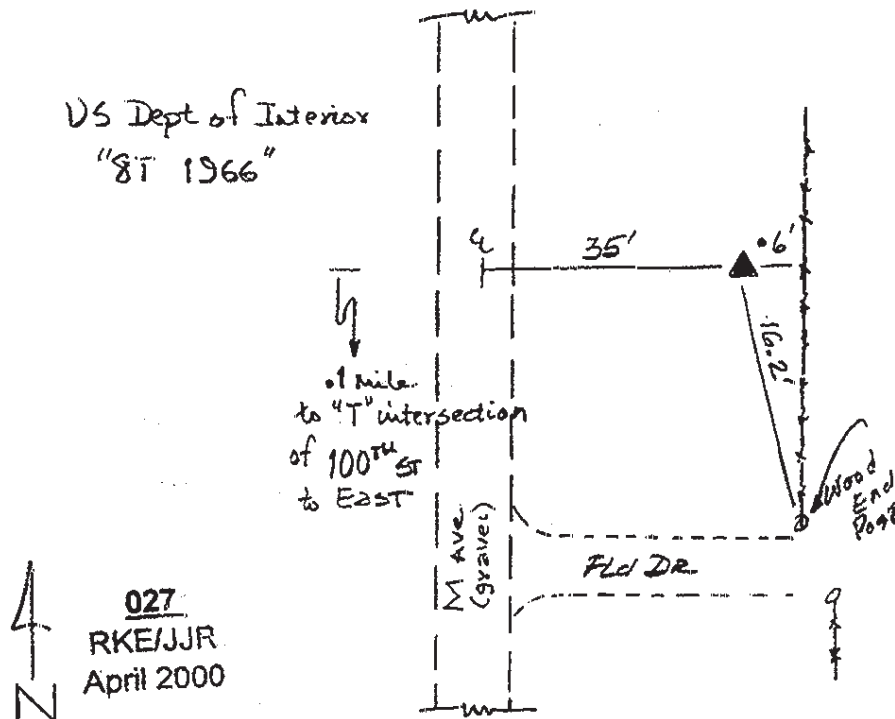 US Dept of Interior
"8T 1966"
℄
35'
.6'
16.2'
.1 mile
to "T" intersection
of 100TH ST
to EAST
Wood
End
Post
M Ave
(gravel)
FLd DR
027
RKE/JJR
April 2000
N